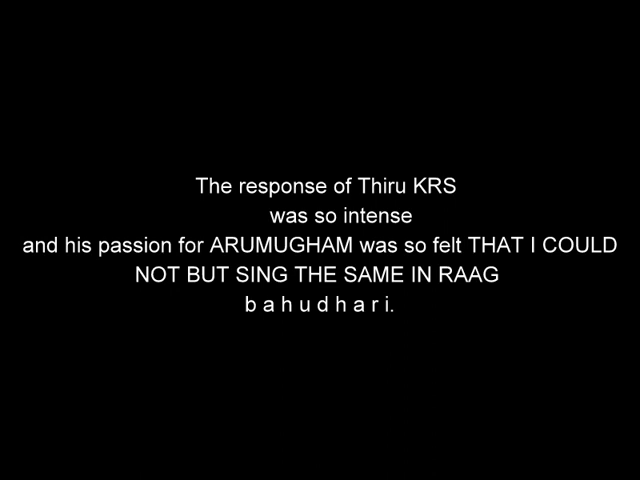 The response of Thiru KRS
was so intense
and his passion for ARUMUGHAM was so felt THAT I COULD
NOT BUT SING THE SAME IN RAAG
b a h u d h a r i.